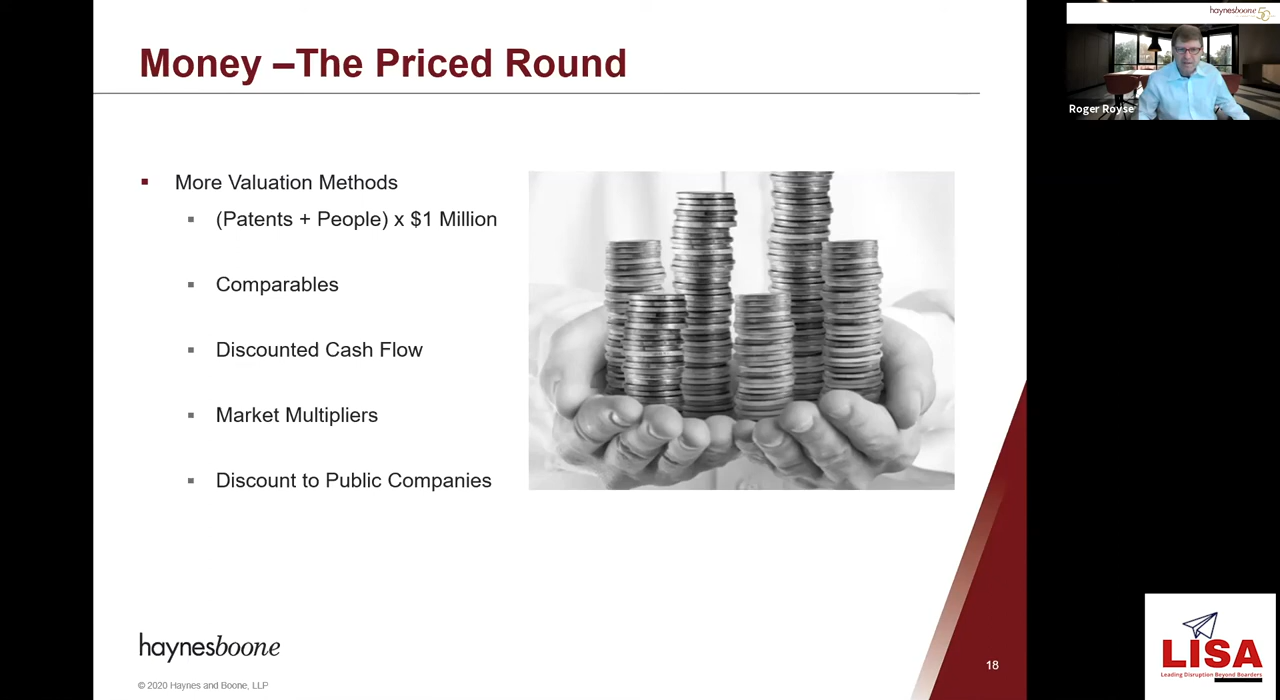 Money –The Priced Round
More Valuation Methods
(Patents + People) x $1 Million
Comparables
Discounted Cash Flow
Market Multipliers
Discount to Public Companies
haynesboone
© 2020 Haynes and Boone, LLP
18
haynesboone 50
Roger Royse
LISA
Leading Disruption Beyond Boarders